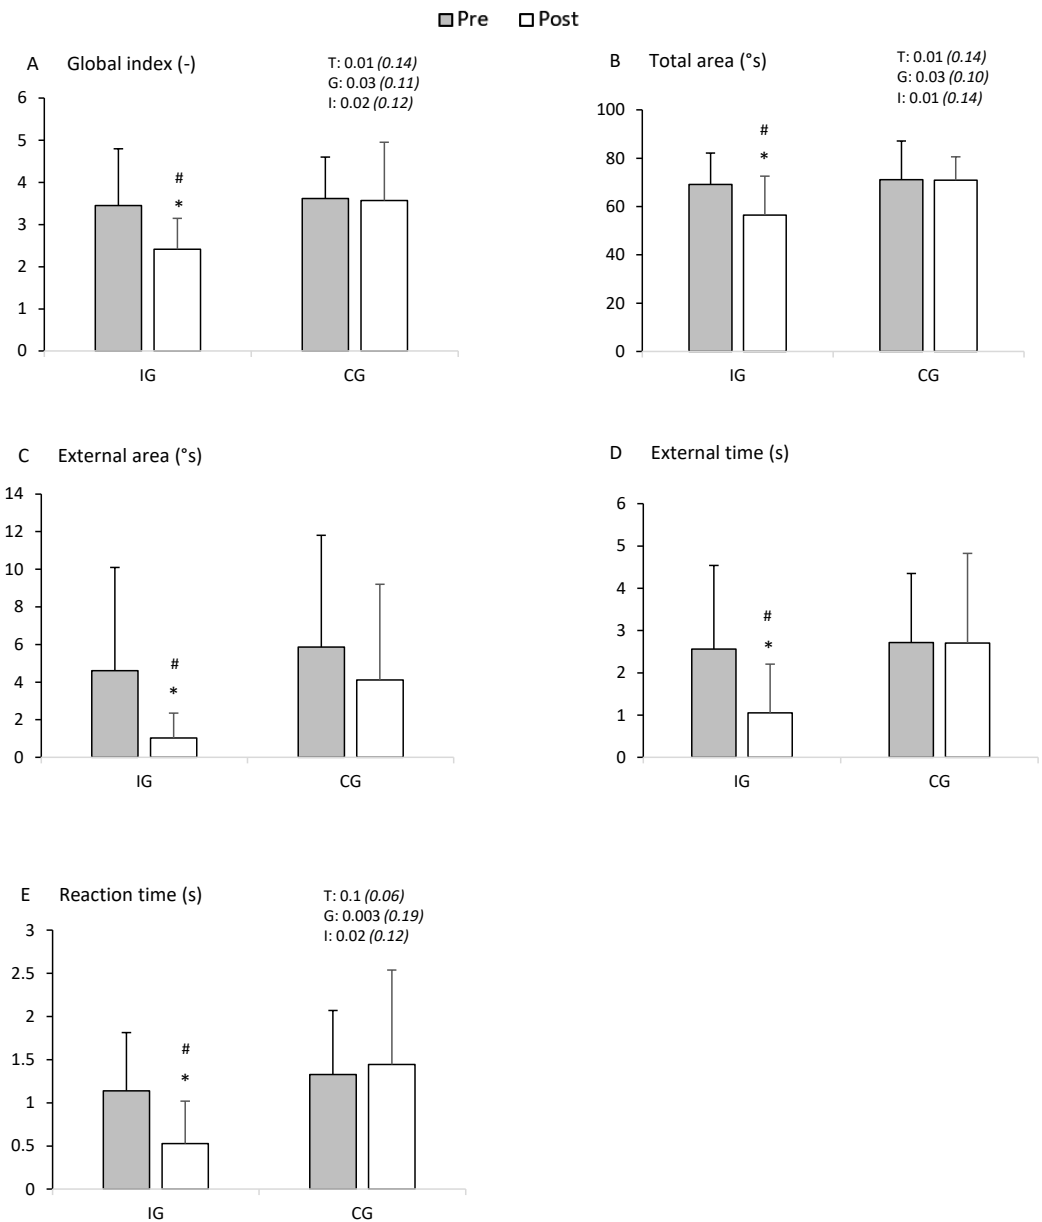 Pre Post
A Global index (-)
T: 0.01 (0.14)
G: 0.03 (0.11)
I: 0.02 (0.12)
6
5
4
3
2
1
0
#
*
IG CG
B Total area (°s)
T: 0.01 (0.14)
G: 0.03 (0.10)
I: 0.01 (0.14)
100
80
60
40
20
0
#
*
IG CG
C External area (°s)
14
12
10
8
6
4
2
0
#
*
IG CG
D External time (s)
6
5
4
3
2
1
0
#
*
IG CG
E Reaction time (s)
T: 0.1 (0.06)
G: 0.003 (0.19)
I: 0.02 (0.12)
3
2.5
2
1.5
1
0.5
0
#
*
IG CG